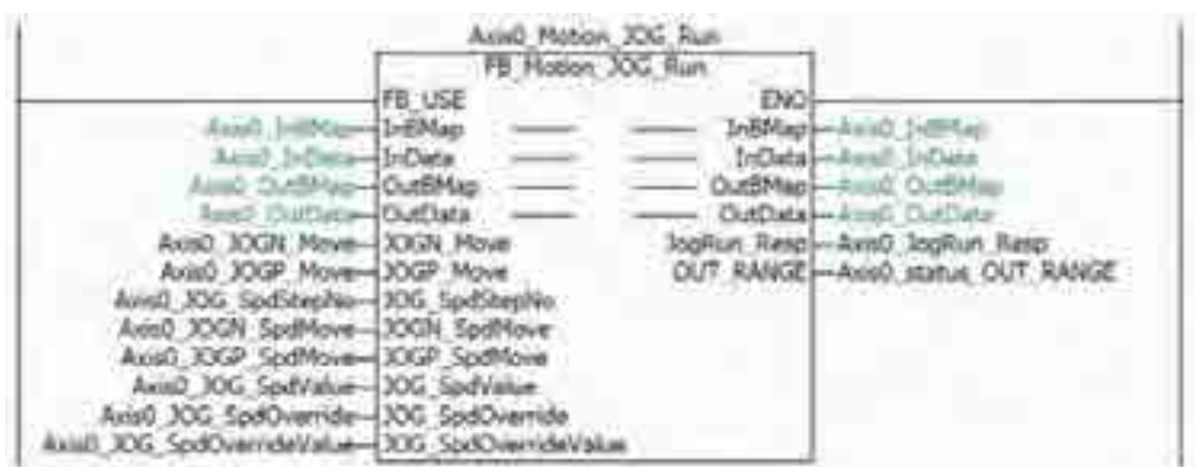 Axis0_Motion_JOG_Run
FB_Motion_JOG_Run
FB_USE ENO
Axis0_InBMap InBMap InBMap Axis0_InBMap
Axis0_InData InData InData Axis0_InData
Axis0_OutBMap OutBMap OutBMap Axis0_OutBMap
Axis0_OutData OutData OutData Axis0_OutData
Axis0_JOGN_Move JOGN_Move JogRun_Resp Axis0_JogRun_Resp
Axis0_JOGP_Move JOGP_Move OUT_RANGE Axis0_status_OUT_RANGE
Axis0_JOG_SpdStepNo JOG_SpdStepNo
Axis0_JOGN_SpdMove JOGN_SpdMove
Axis0_JOGP_SpdMove JOGP_SpdMove
Axis0_JOG_SpdValue JOG_SpdValue
Axis0_JOG_SpdOverride JOG_SpdOverride
Axis0_JOG_SpdOverrideValue JOG_SpdOverrideValue